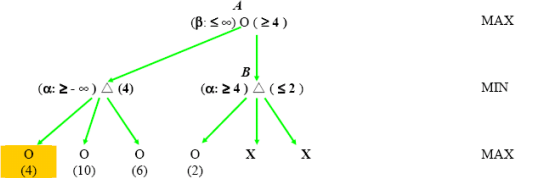 A
(β: ≤ ∞) O ( ≥ 4 ) MAX
B
(α: ≥ - ∞ ) △ (4) (α: ≥ 4 ) △ ( ≤ 2 ) MIN
O O O O X X MAX
(4) (10) (6) (2)